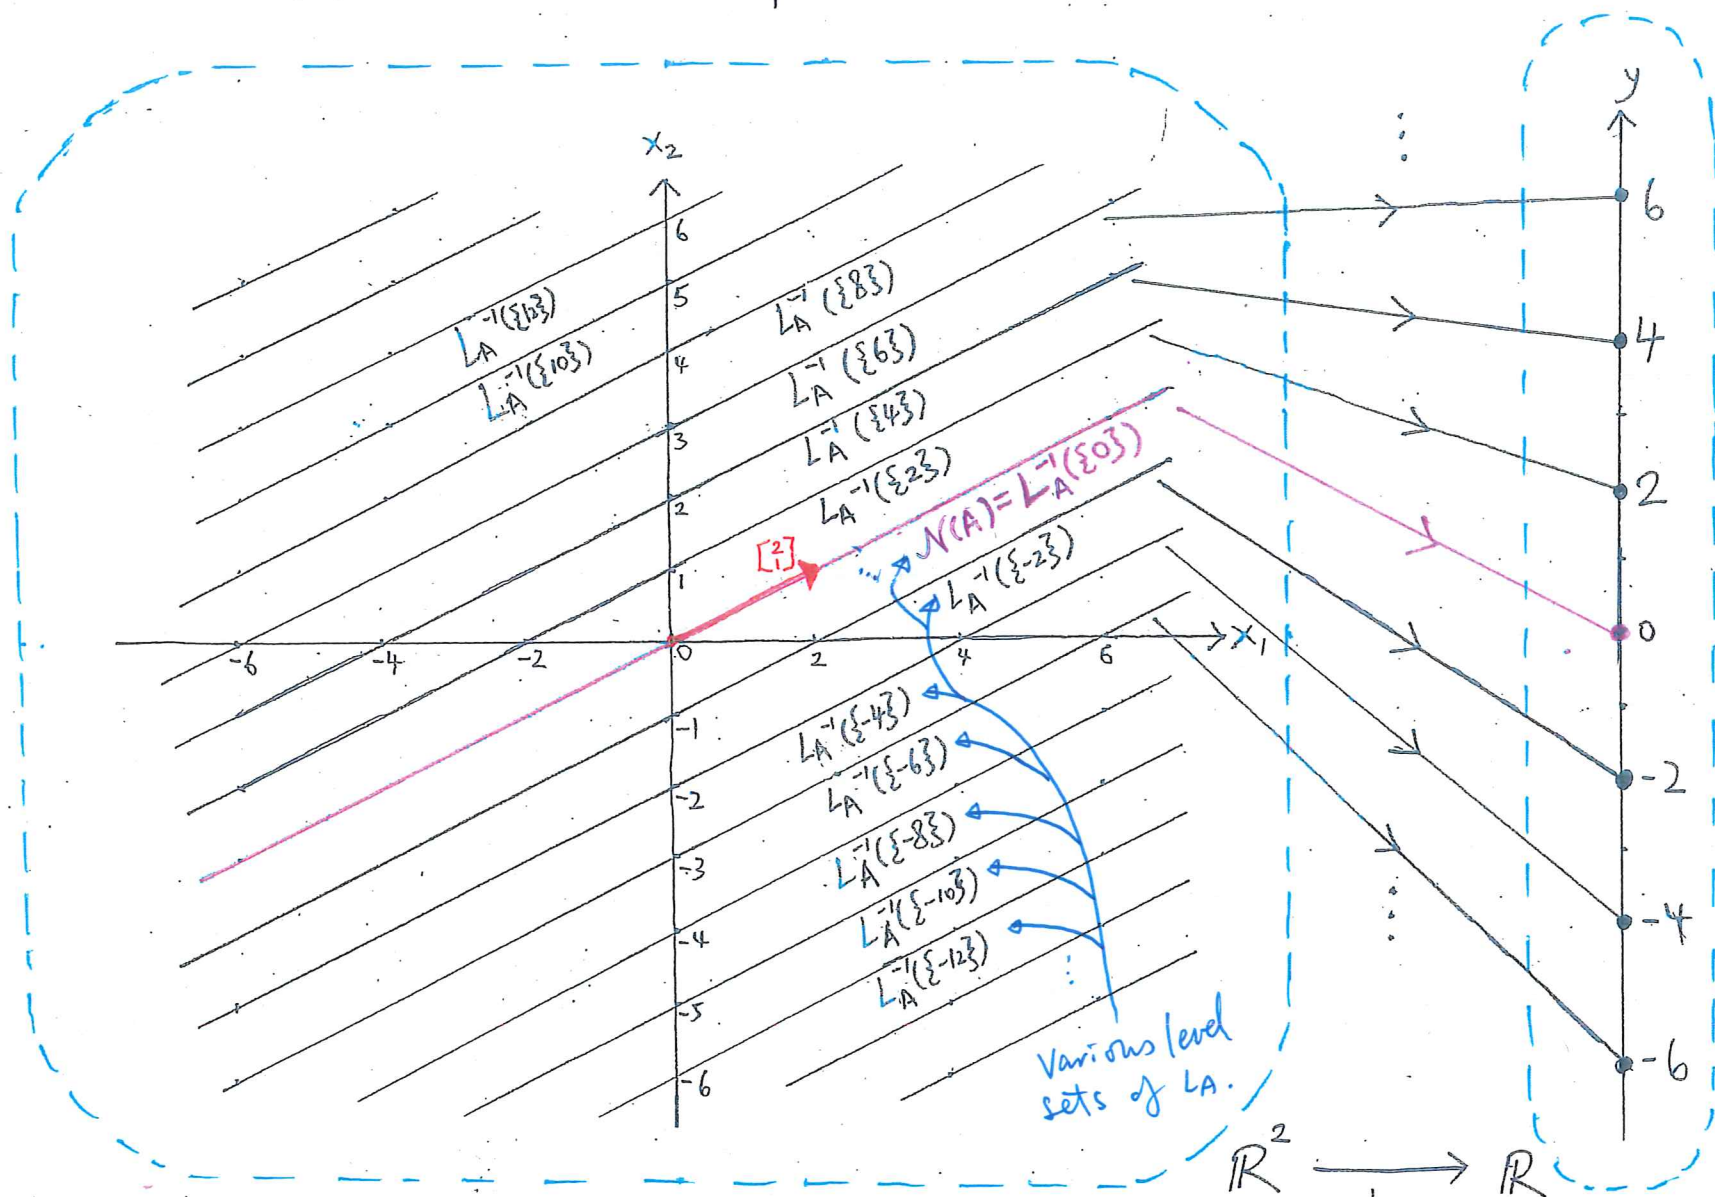 y
x₂
6
6
5
L_A^{-1}({8})
L_A^{-1}({12})
4
4
L_A^{-1}({6})
L_A^{-1}({10})
3
L_A^{-1}({4})
L_A^{-1}({2})
N(A)=L_A^{-1}({0})
2
2
[2 1]
1
L_A^{-1}({-2})
-6 -4 -2 0 2 4 6 x₁
0
L_A^{-1}({-4})
-1
L_A^{-1}({-6})
-2
-2
L_A^{-1}({-8})
-3
L_A^{-1}({-10})
-4
-4
L_A^{-1}({-12})
-5
-6
-6
Various level
sets of L_A.
ℝ² ⟶ ℝ